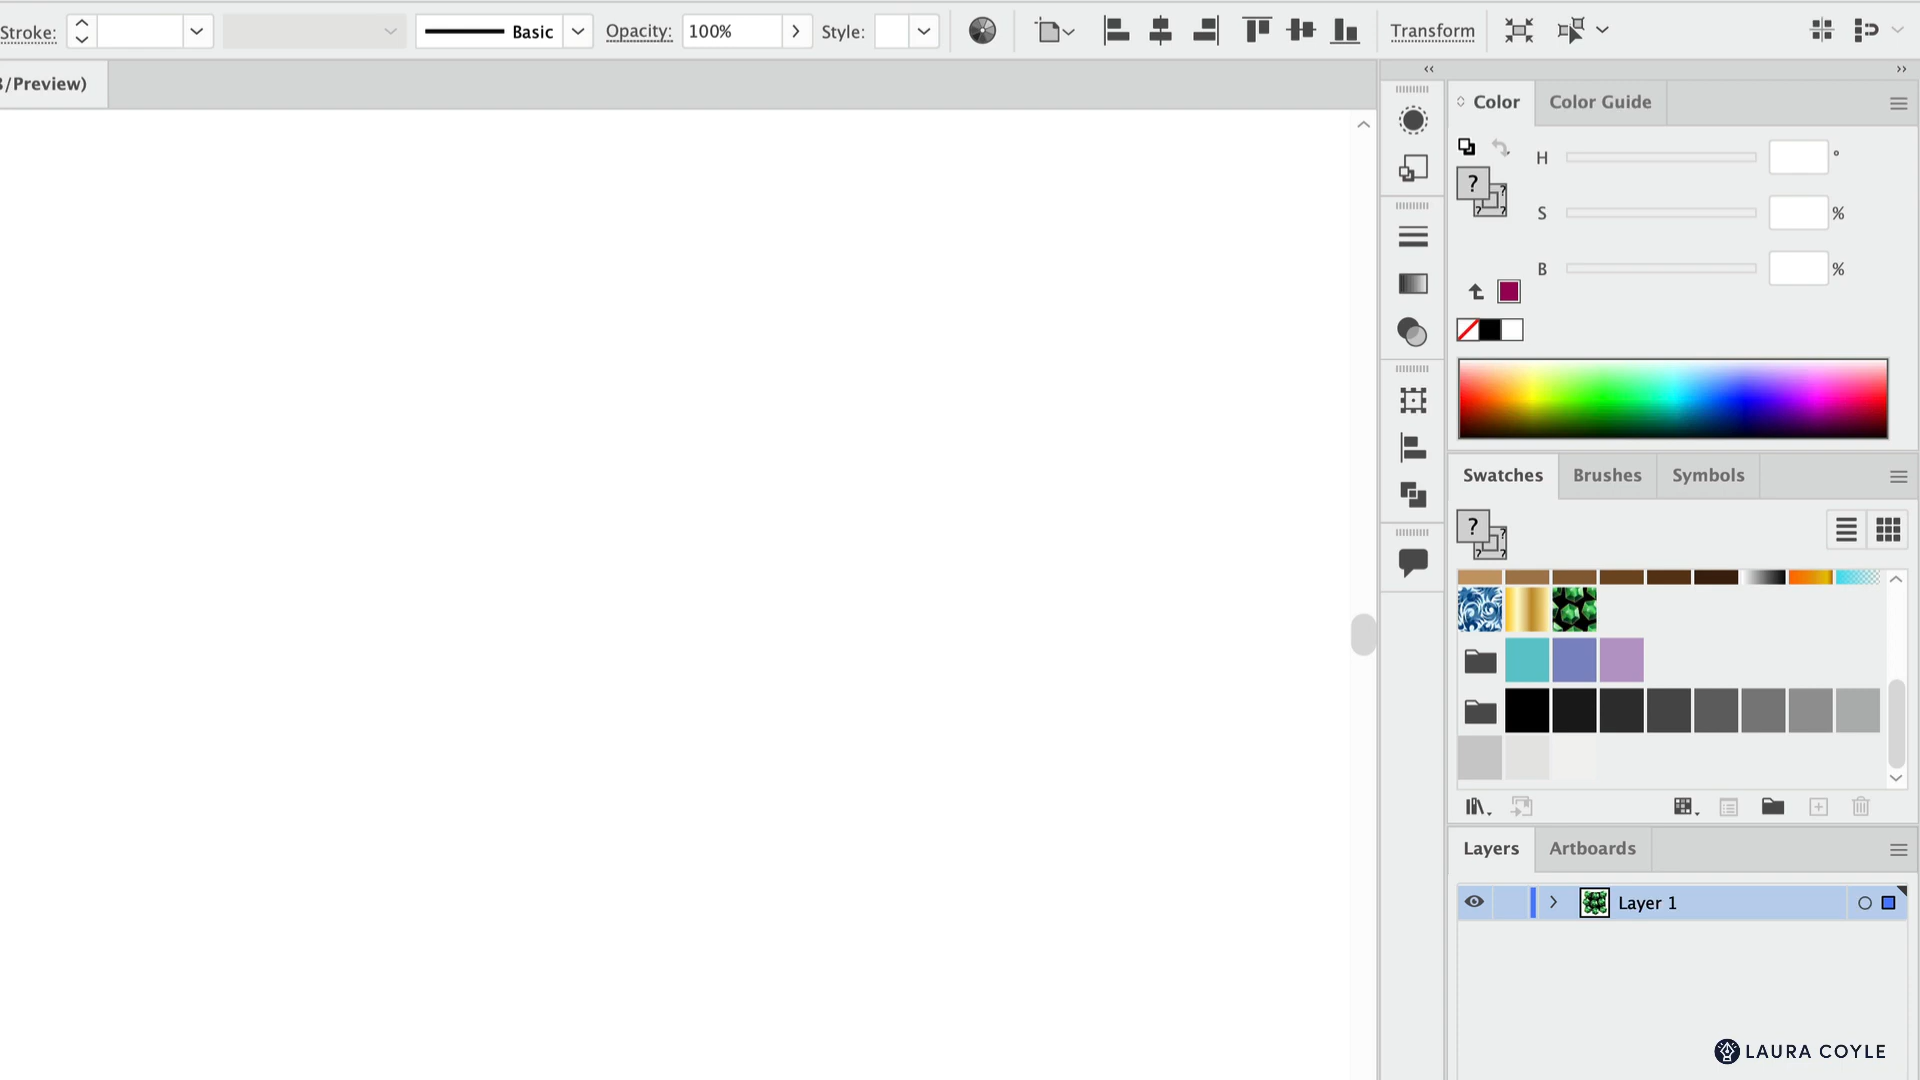 Stroke: Basic Opacity: 100% Style: Transform
/Preview)
Color Color Guide
H °
? ?
? ?
S %
B %
Swatches Brushes Symbols
? ?
? ?
Layers Artboards
Layer 1
LAURA COYLE